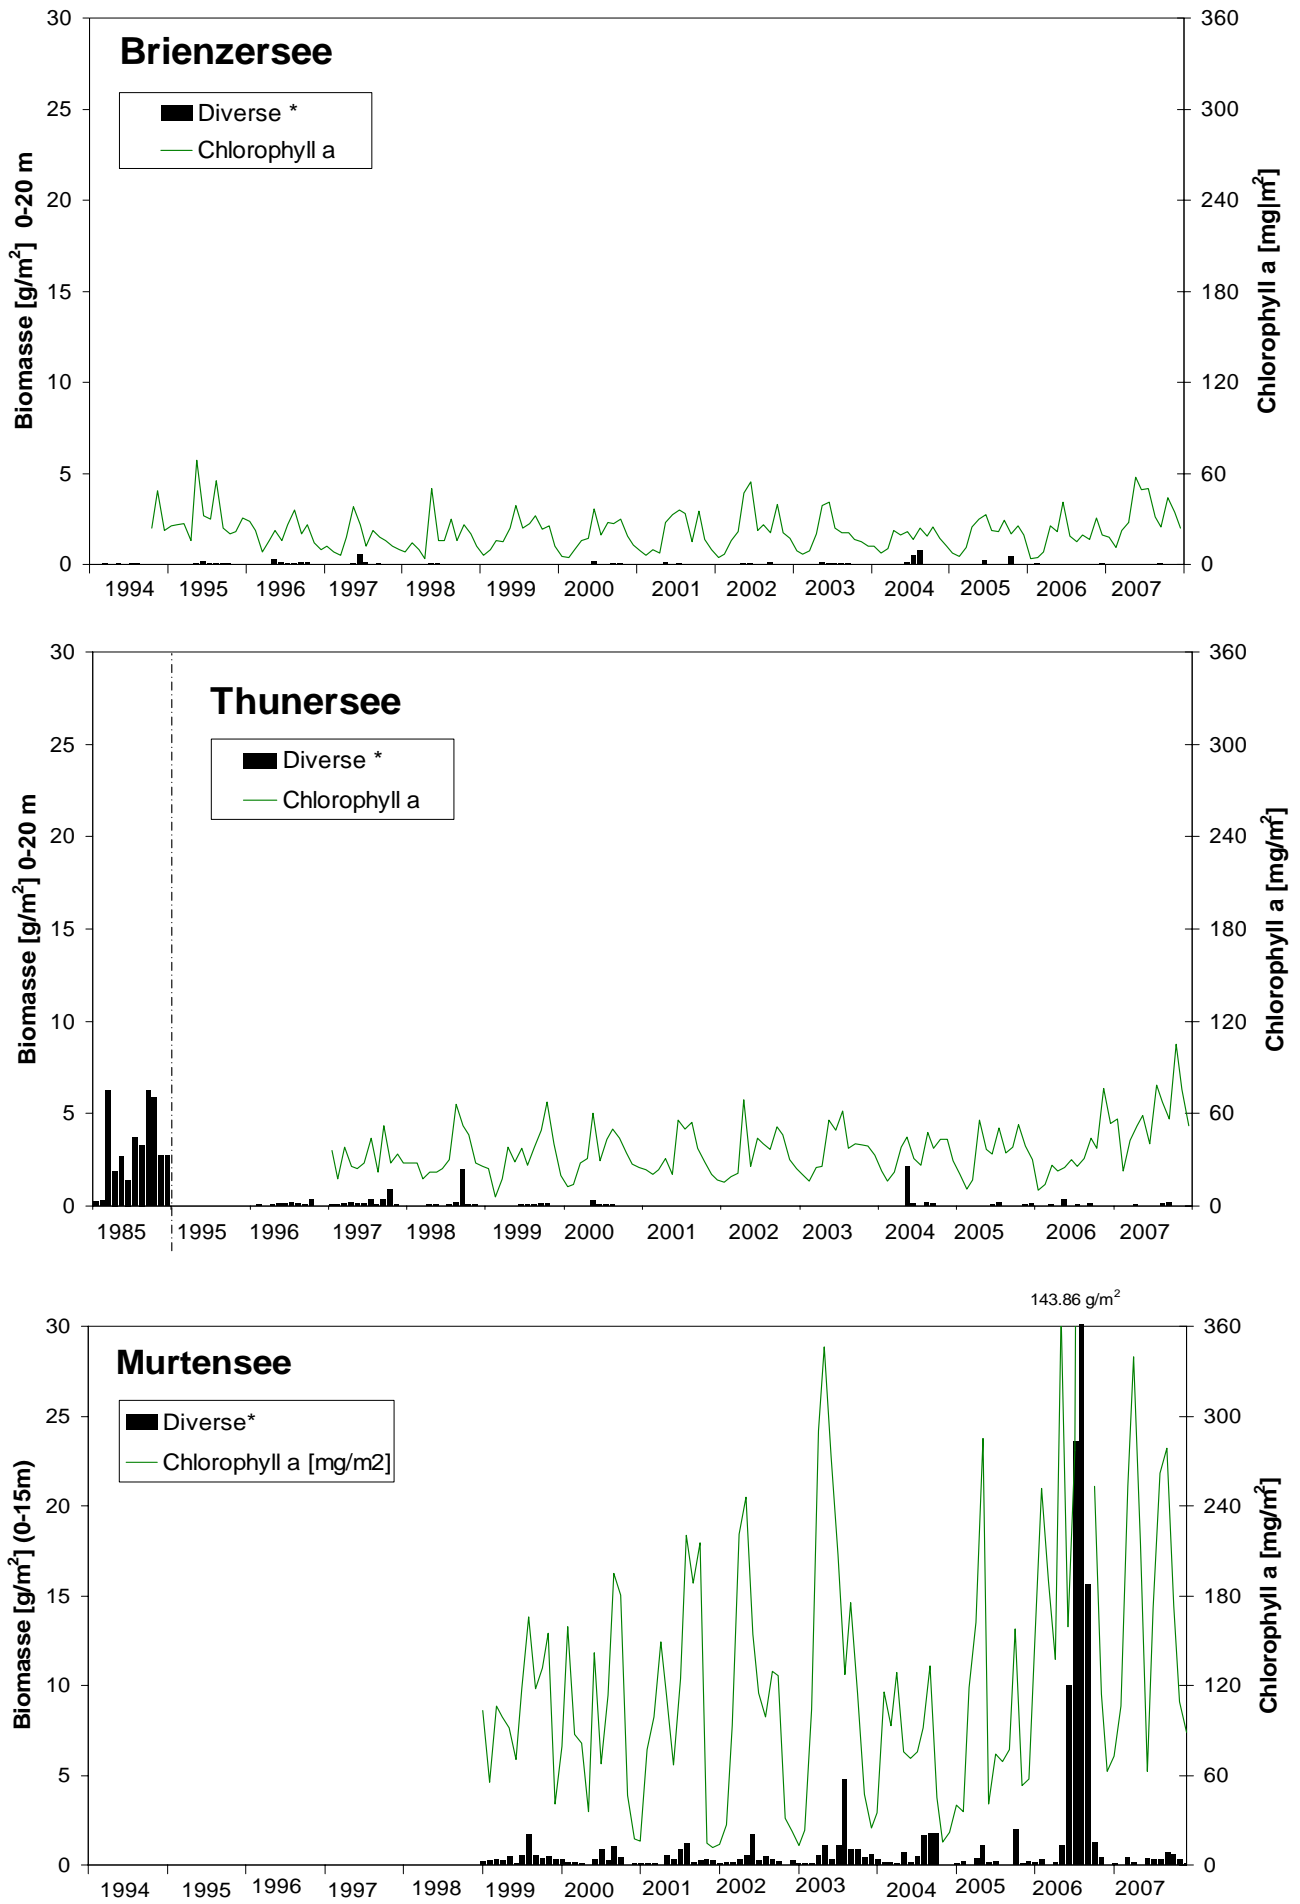 Brienzersee
Diverse *
Chlorophyll a
Biomasse [g/m²] 0-20 m
30
25
20
15
10
5
0
Chlorophyll a [mg|m²]
360
300
240
180
120
60
0
1994 1995 1996 1997 1998 1999 2000 2001 2002 2003 2004 2005 2006 2007
Thunersee
Diverse *
Chlorophyll a
Biomasse [g/m²] 0-20 m
30
25
20
15
10
5
0
Chlorophyll a [mg/m²]
360
300
240
180
120
60
0
1985 1995 1996 1997 1998 1999 2000 2001 2002 2003 2004 2005 2006 2007
143.86 g/m²
Murtensee
Diverse*
Chlorophyll a [mg/m2]
Biomasse [g/m²] (0-15m)
30
25
20
15
10
5
0
Chlorophyll a [mg/m²]
360
300
240
180
120
60
0
1994 1995 1996 1997 1998 1999 2000 2001 2002 2003 2004 2005 2006 2007